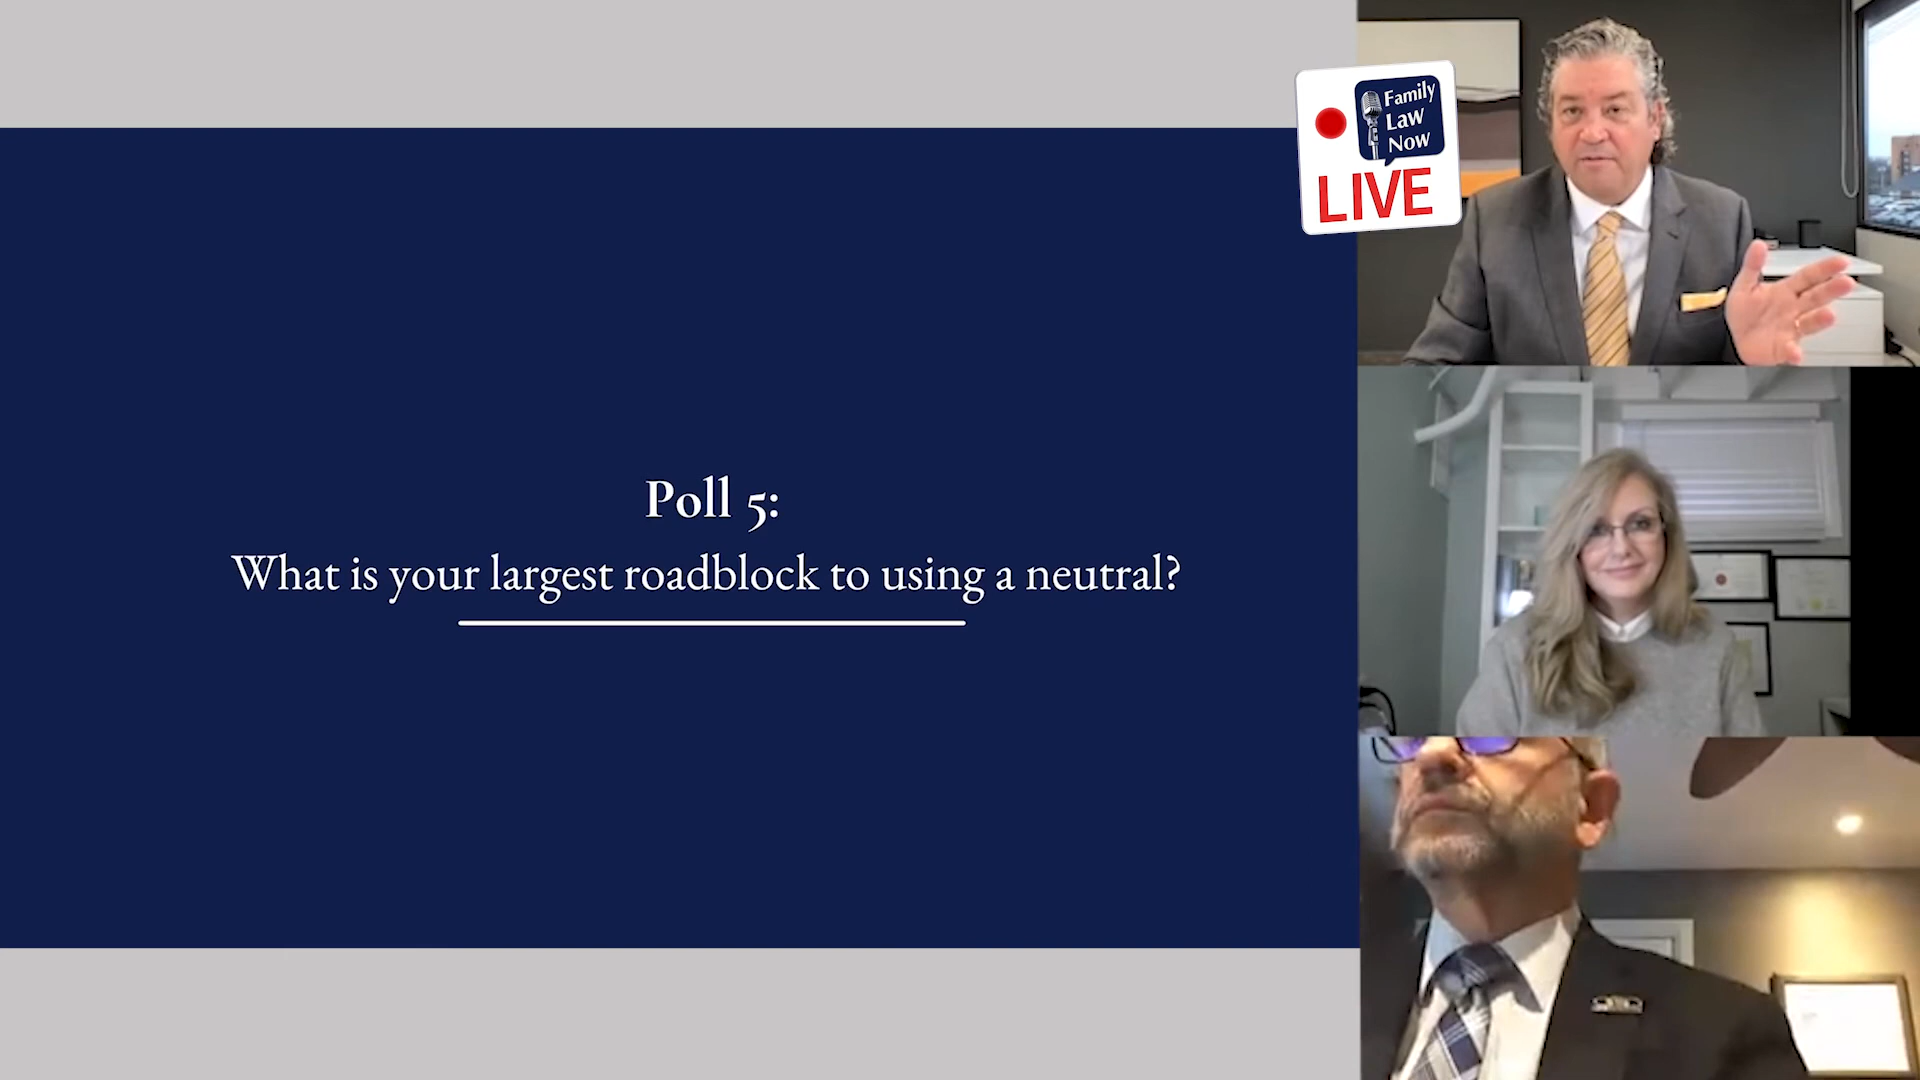 Poll 5:
What is your largest roadblock to using a neutral?
Family
Law
Now
LIVE